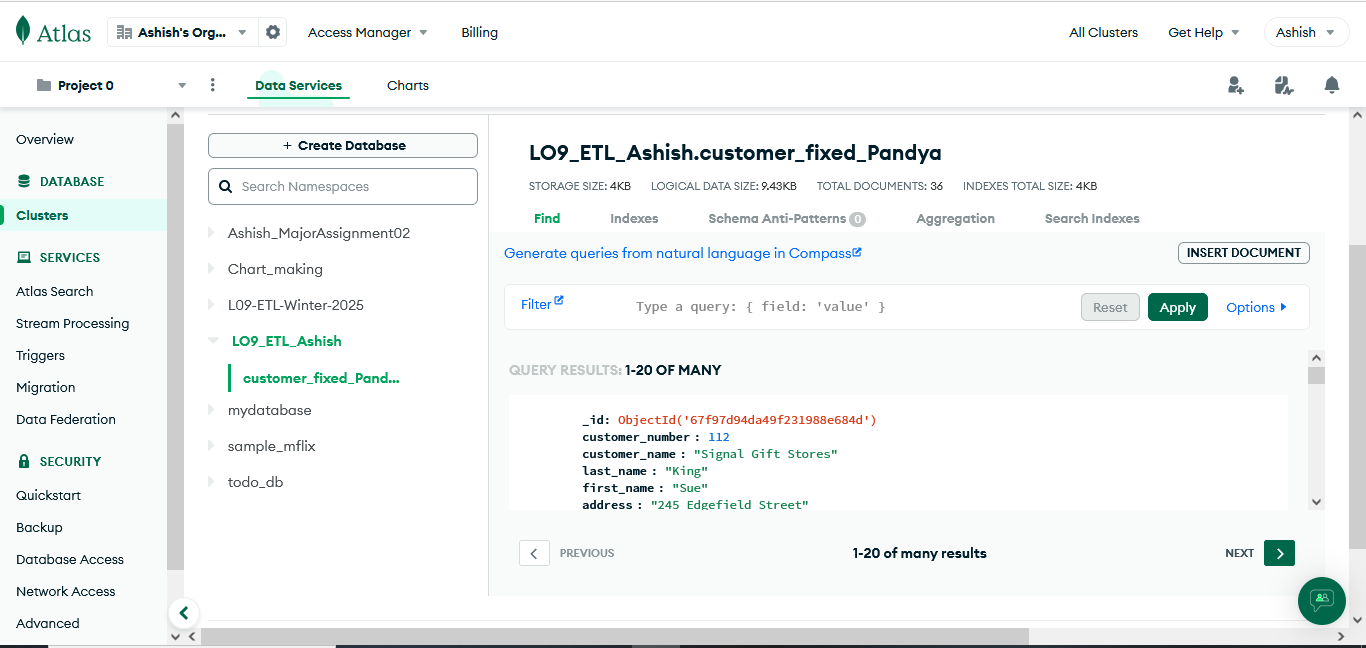 Atlas
Ashish's Org...
Access Manager
Billing
All Clusters
Get Help
Ashish
Project 0
Data Services
Charts
Overview
DATABASE
Clusters
SERVICES
Atlas Search
Stream Processing
Triggers
Migration
Data Federation
SECURITY
Quickstart
Backup
Database Access
Network Access
Advanced
+ Create Database
Search Namespaces
Ashish_MajorAssignment02
Chart_making
L09-ETL-Winter-2025
LO9_ETL_Ashish
customer_fixed_Pand...
mydatabase
sample_mflix
todo_db
LO9_ETL_Ashish.customer_fixed_Pandya
STORAGE SIZE: 4KB LOGICAL DATA SIZE: 9.43KB TOTAL DOCUMENTS: 36 INDEXES TOTAL SIZE: 4KB
Find Indexes Schema Anti-Patterns 0 Aggregation Search Indexes
Generate queries from natural language in Compass
INSERT DOCUMENT
Filter
Type a query: { field: 'value' }
Reset
Apply
Options
QUERY RESULTS: 1-20 OF MANY
_id: ObjectId('67f97d94da49f231988e684d')
customer_number : 112
customer_name : "Signal Gift Stores"
last_name : "King"
first_name : "Sue"
address : "245 Edgefield Street"
PREVIOUS
1-20 of many results
NEXT